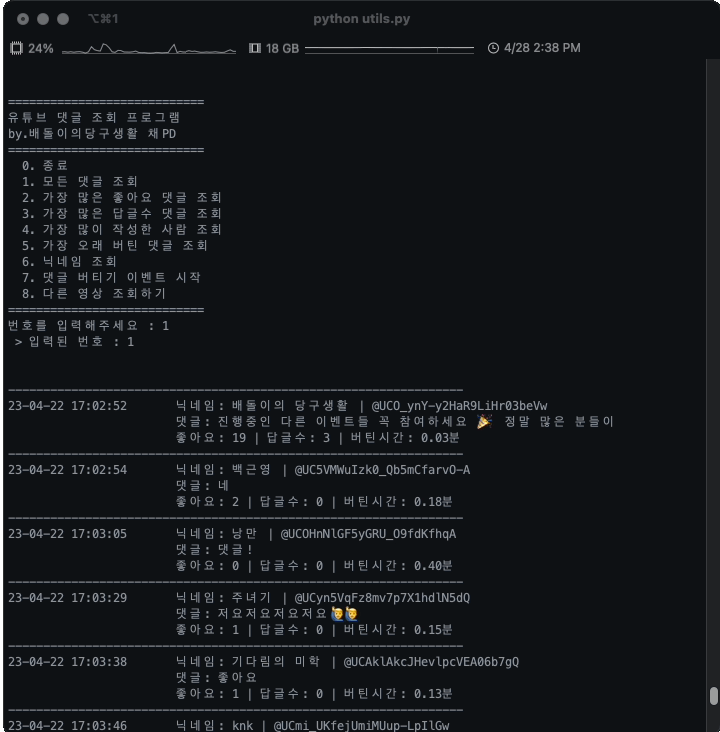 ⌥⌘1 python utils.py
24% 18 GB 4/28 2:38 PM
============================
유튜브 댓글 조회 프로그램
by.배돌이의당구생활 채PD
============================
0. 종료
1. 모든 댓글 조회
2. 가장 많은 좋아요 댓글 조회
3. 가장 많은 답글수 댓글 조회
4. 가장 많이 작성한 사람 조회
5. 가장 오래 버틴 댓글 조회
6. 닉네임 조회
7. 댓글 버티기 이벤트 시작
8. 다른 영상 조회하기
============================
번호를 입력해주세요 : 1
> 입력된 번호 : 1
23-04-22 17:02:52 닉네임: 배돌이의 당구생활 | @UCO_ynY-y2HaR9LiHr03beVw
댓글: 진행중인 다른 이벤트들 꼭 참여하세요 🎉 정말 많은 분들이
좋아요: 19 | 답글수: 3 | 버틴시간: 0.03분
23-04-22 17:02:54 닉네임: 백근영 | @UC5VMWuIzk0_Qb5mCfarvO-A
댓글: 네
좋아요: 2 | 답글수: 0 | 버틴시간: 0.18분
23-04-22 17:03:05 닉네임: 낭만 | @UCOHnNlGF5yGRU_O9fdKfhqA
댓글: 댓글!
좋아요: 0 | 답글수: 0 | 버틴시간: 0.40분
23-04-22 17:03:29 닉네임: 주녀기 | @UCyn5VqFz8mv7p7X1hdlN5dQ
댓글: 저요저요저요저요🙋‍♂️🙋‍♂️
좋아요: 1 | 답글수: 0 | 버틴시간: 0.15분
23-04-22 17:03:38 닉네임: 기다림의 미학 | @UCAklAkcJHevlpcVEA06b7gQ
댓글: 좋아요
좋아요: 1 | 답글수: 0 | 버틴시간: 0.13분
23-04-22 17:03:46 닉네임: knk | @UCmi_UKfejUmiMUup-LpIlGw